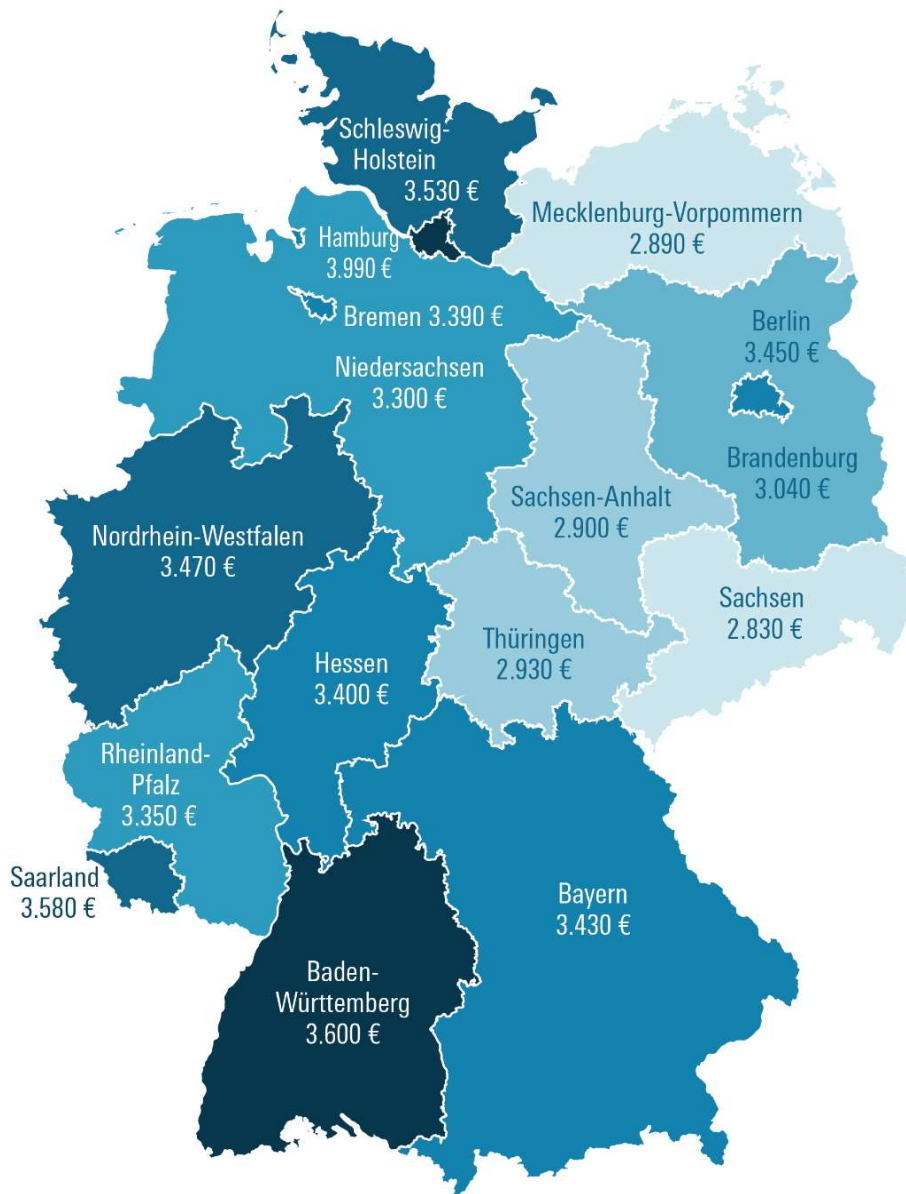 Schleswig-
Holstein
3.530 €
Mecklenburg-Vorpommern
2.890 €
Hamburg
3.990 €
Bremen 3.390 €
Berlin
3.450 €
Niedersachsen
3.300 €
Brandenburg
3.040 €
Sachsen-Anhalt
2.900 €
Nordrhein-Westfalen
3.470 €
Sachsen
2.830 €
Thüringen
2.930 €
Hessen
3.400 €
Rheinland-
Pfalz
3.350 €
Saarland
3.580 €
Bayern
3.430 €
Baden-
Württemberg
3.600 €